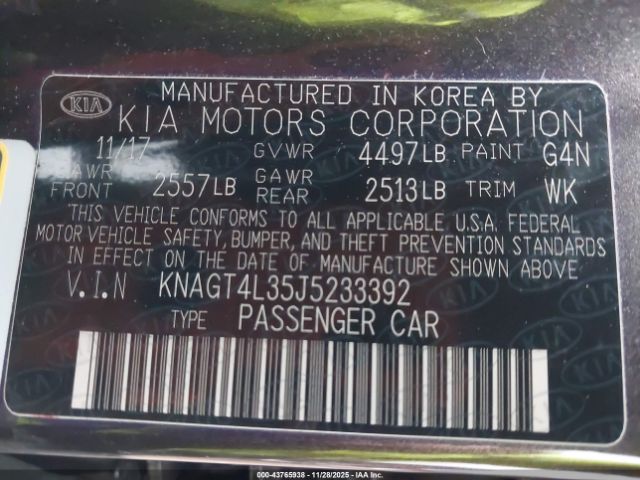 MANUFACTURED IN KOREA BY
KIA KIA MOTORS CORPORATION
11/17 GVWR 4497LB PAINT G4N
GAWR FRONT 2557LB GAWR REAR 2513LB TRIM WK
THIS VEHICLE CONFORMS TO ALL APPLICABLE U.S.A. FEDERAL
MOTOR VEHICLE SAFETY, BUMPER, AND THEFT PREVENTION STANDARDS
IN EFFECT ON THE DATE OF MANUFACTURE SHOWN ABOVE.
V.I.N KNAGT4L35J5233392
TYPE PASSENGER CAR
000-43765938 - 11/28/2025 - IAAI.CA